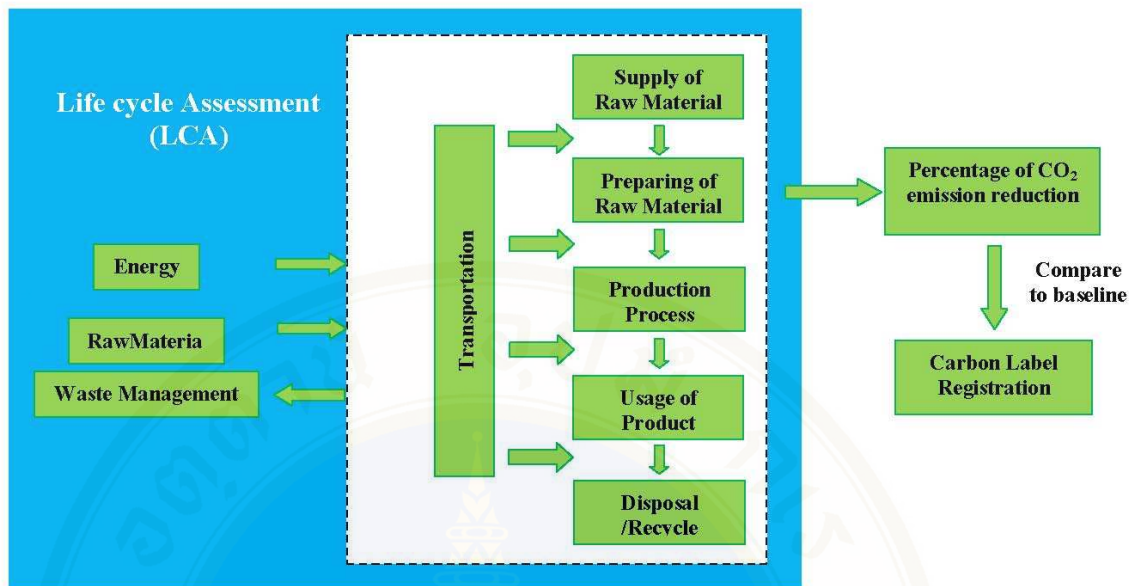 Life cycle Assessment
(LCA)
Energy
RawMateria
Waste Management
Transportation
Supply of
Raw Material
Preparing of
Raw Material
Production
Process
Usage of
Product
Disposal
/Recycle
Percentage of CO₂
emission reduction
Compare
to baseline
Carbon Label
Registration